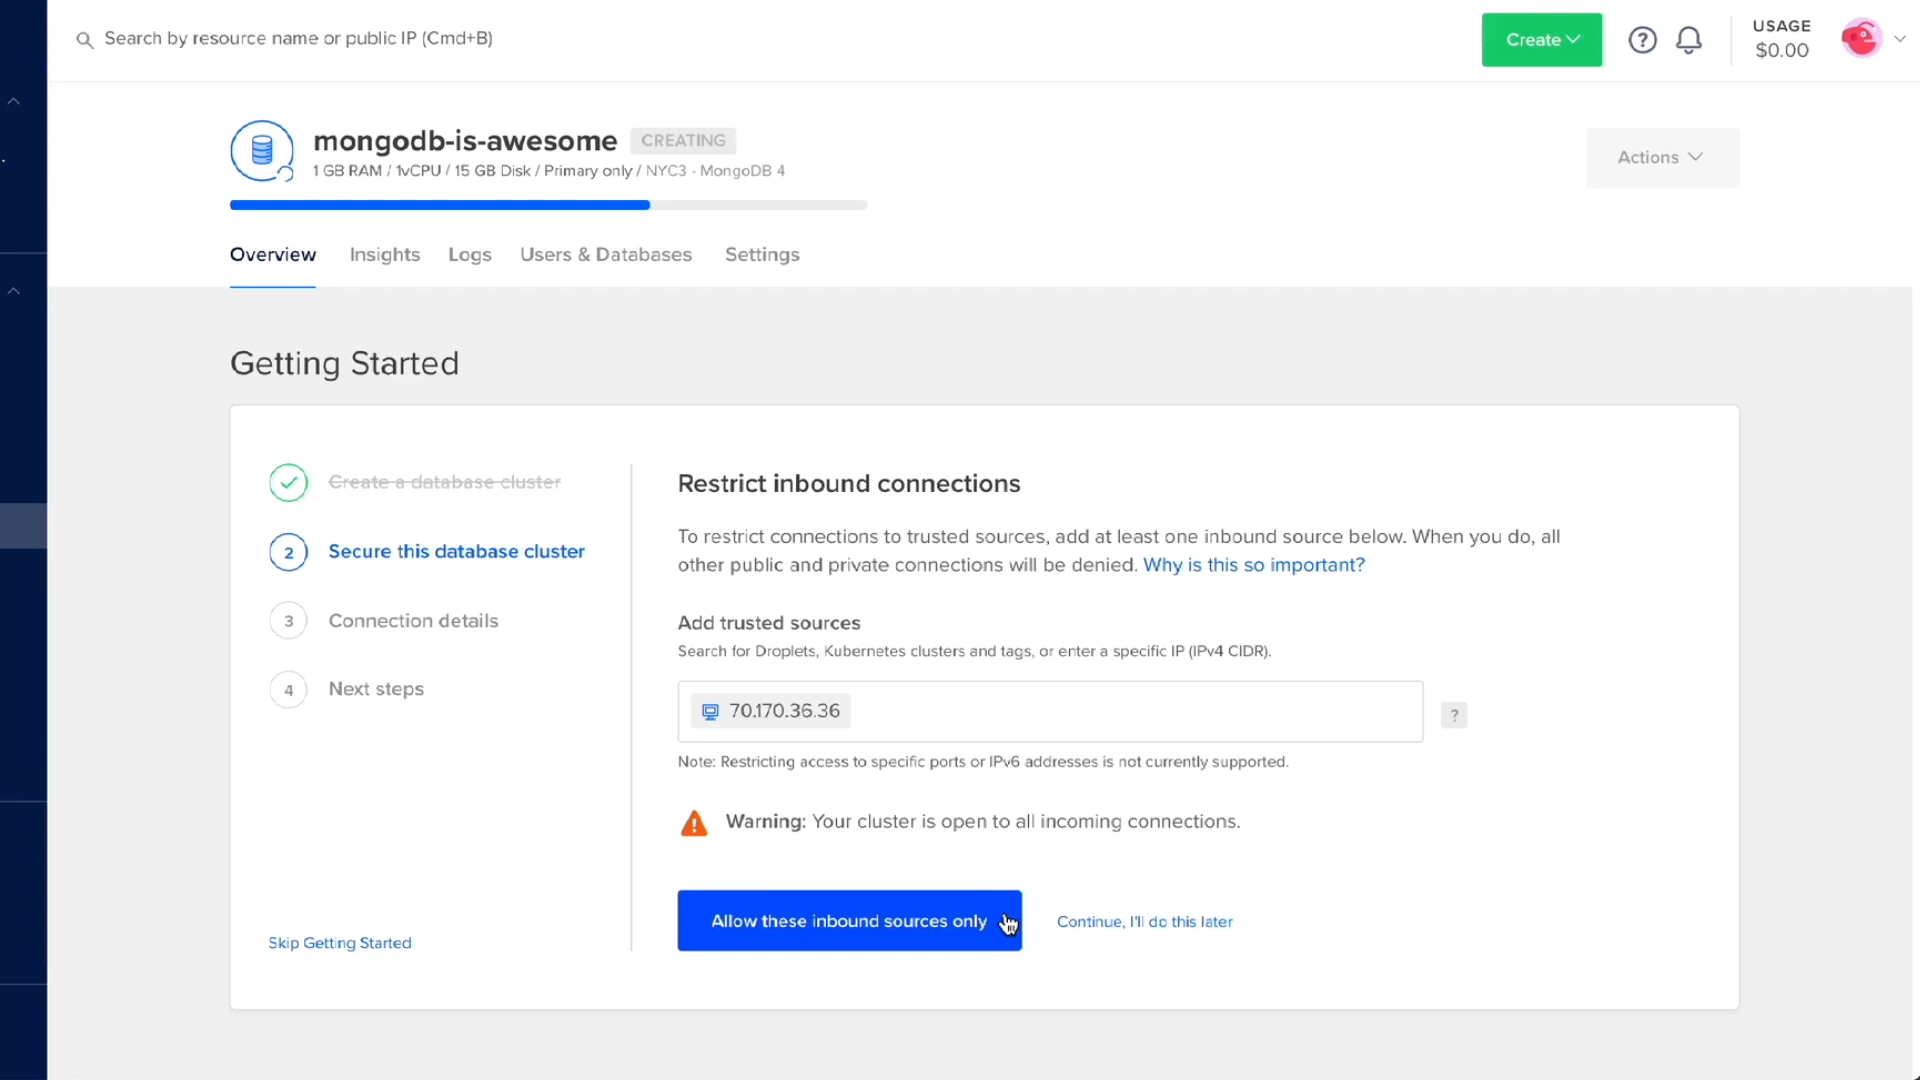 Search by resource name or public IP (Cmd+B)
Create
?
USAGE
$0.00
mongodb-is-awesome
CREATING
1 GB RAM / 1vCPU / 15 GB Disk / Primary only / NYC3 - MongoDB 4
Actions
Overview
Insights
Logs
Users & Databases
Settings
Getting Started
Create a database cluster
2
Secure this database cluster
3
Connection details
4
Next steps
Skip Getting Started
Restrict inbound connections
To restrict connections to trusted sources, add at least one inbound source below. When you do, all
other public and private connections will be denied. Why is this so important?
Add trusted sources
Search for Droplets, Kubernetes clusters and tags, or enter a specific IP (IPv4 CIDR).
70.170.36.36
?
Note: Restricting access to specific ports or IPv6 addresses is not currently supported.
Warning: Your cluster is open to all incoming connections.
Allow these inbound sources only
Continue, I'll do this later